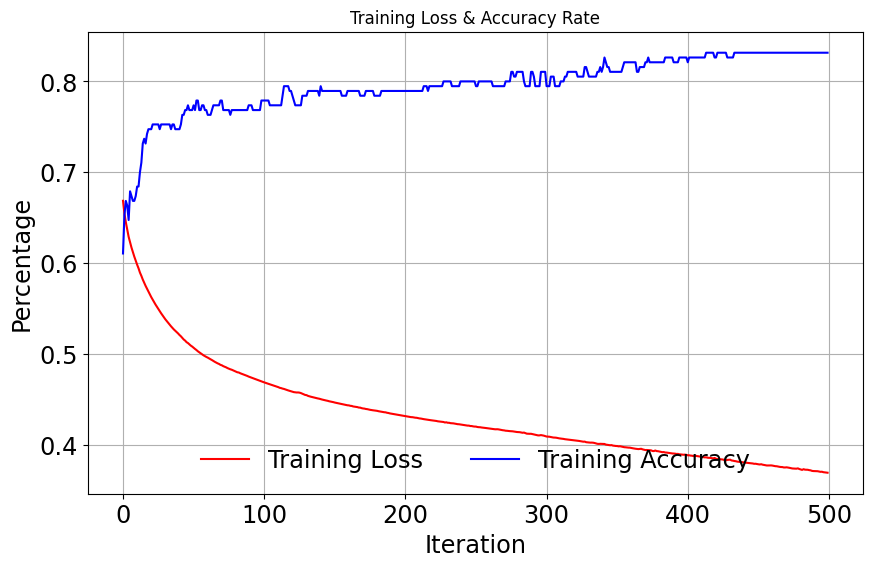 Training Loss & Accuracy Rate
Percentage
0.8
0.7
0.6
0.5
0.4
Training Loss Training Accuracy
0 100 200 300 400 500
Iteration